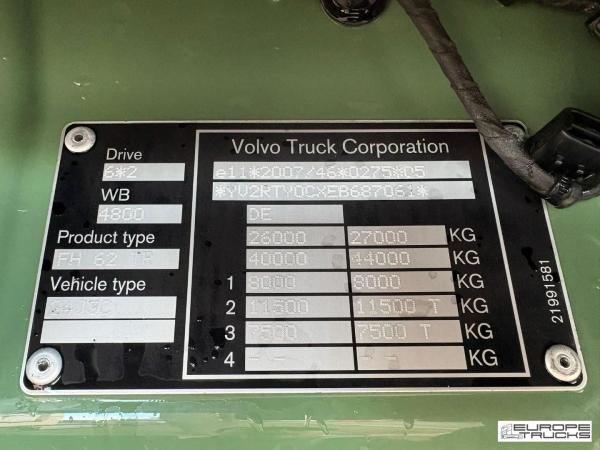 Volvo Truck Corporation
Drive
6*2
WB
4800
Product type
FH 62 TR
Vehicle type
e11*2007/46*0275*05
*YV2RTY0CXEB687061*
DE
26000 27000 KG
40000 44000 KG
1 8000 8000 KG
2 11500 11500 T KG
3 7500 7500 T KG
4 - - - - KG
21991581
EUROPE
TRUCKS